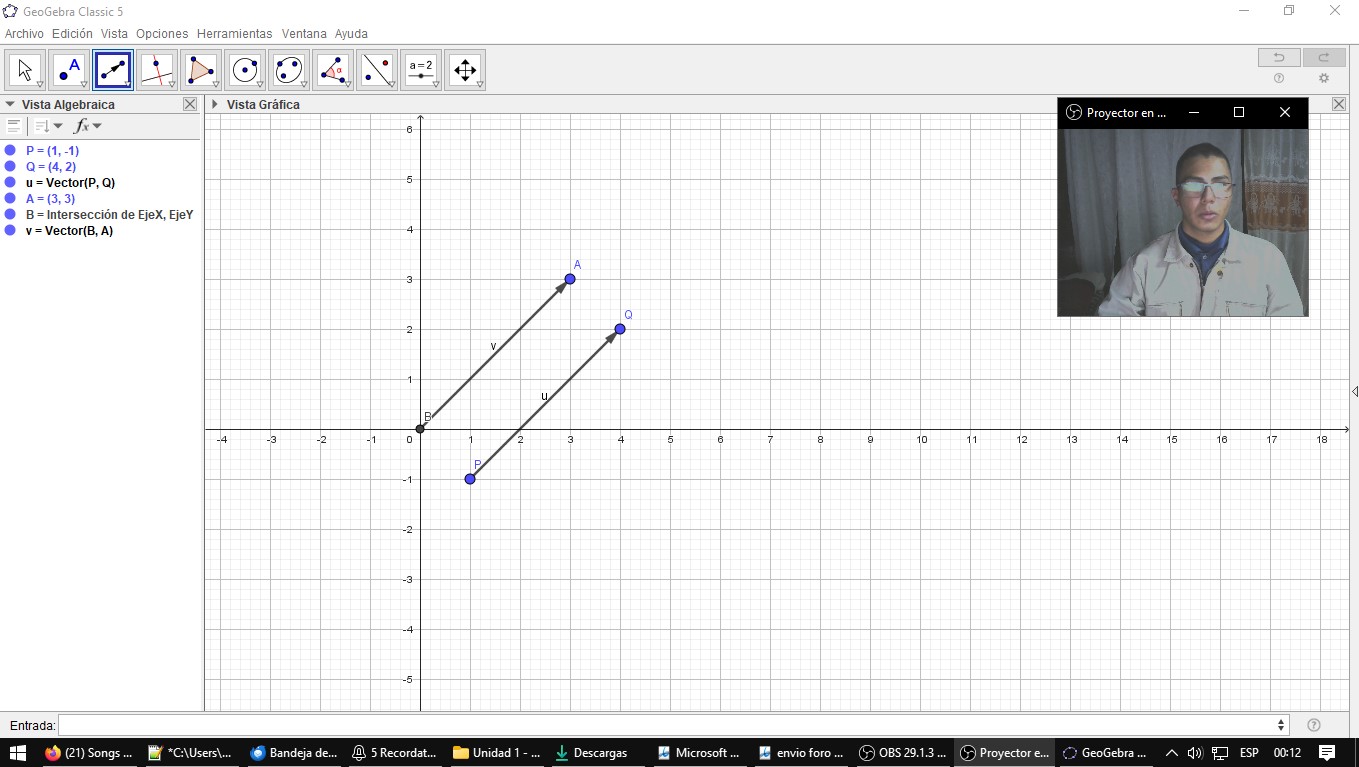 GeoGebra Classic 5
Archivo Edición Vista Opciones Herramientas Ventana Ayuda
A α a = 2
Vista Algebraica
Vista Gráfica
Proyector en ...
fx
P = (1, -1)
Q = (4, 2)
u = Vector(P, Q)
A = (3, 3)
B = Intersección de EjeX, EjeY
v = Vector(B, A)
6
5
4
A
3
Q
2
v
1
u
B
-4 -3 -2 -1 0 1 2 3 4 5 6 7 8 9 10 11 12 13 14 15 16 17 18
P
-1
-2
-3
-4
-5
Entrada:
(21) Songs ... *C:\Users\... Bandeja de... 5 Recordat... Unidad 1 - ... Descargas Microsoft ... envio foro ... OBS 29.1.3 ... Proyector e... GeoGebra ... ESP 00:12